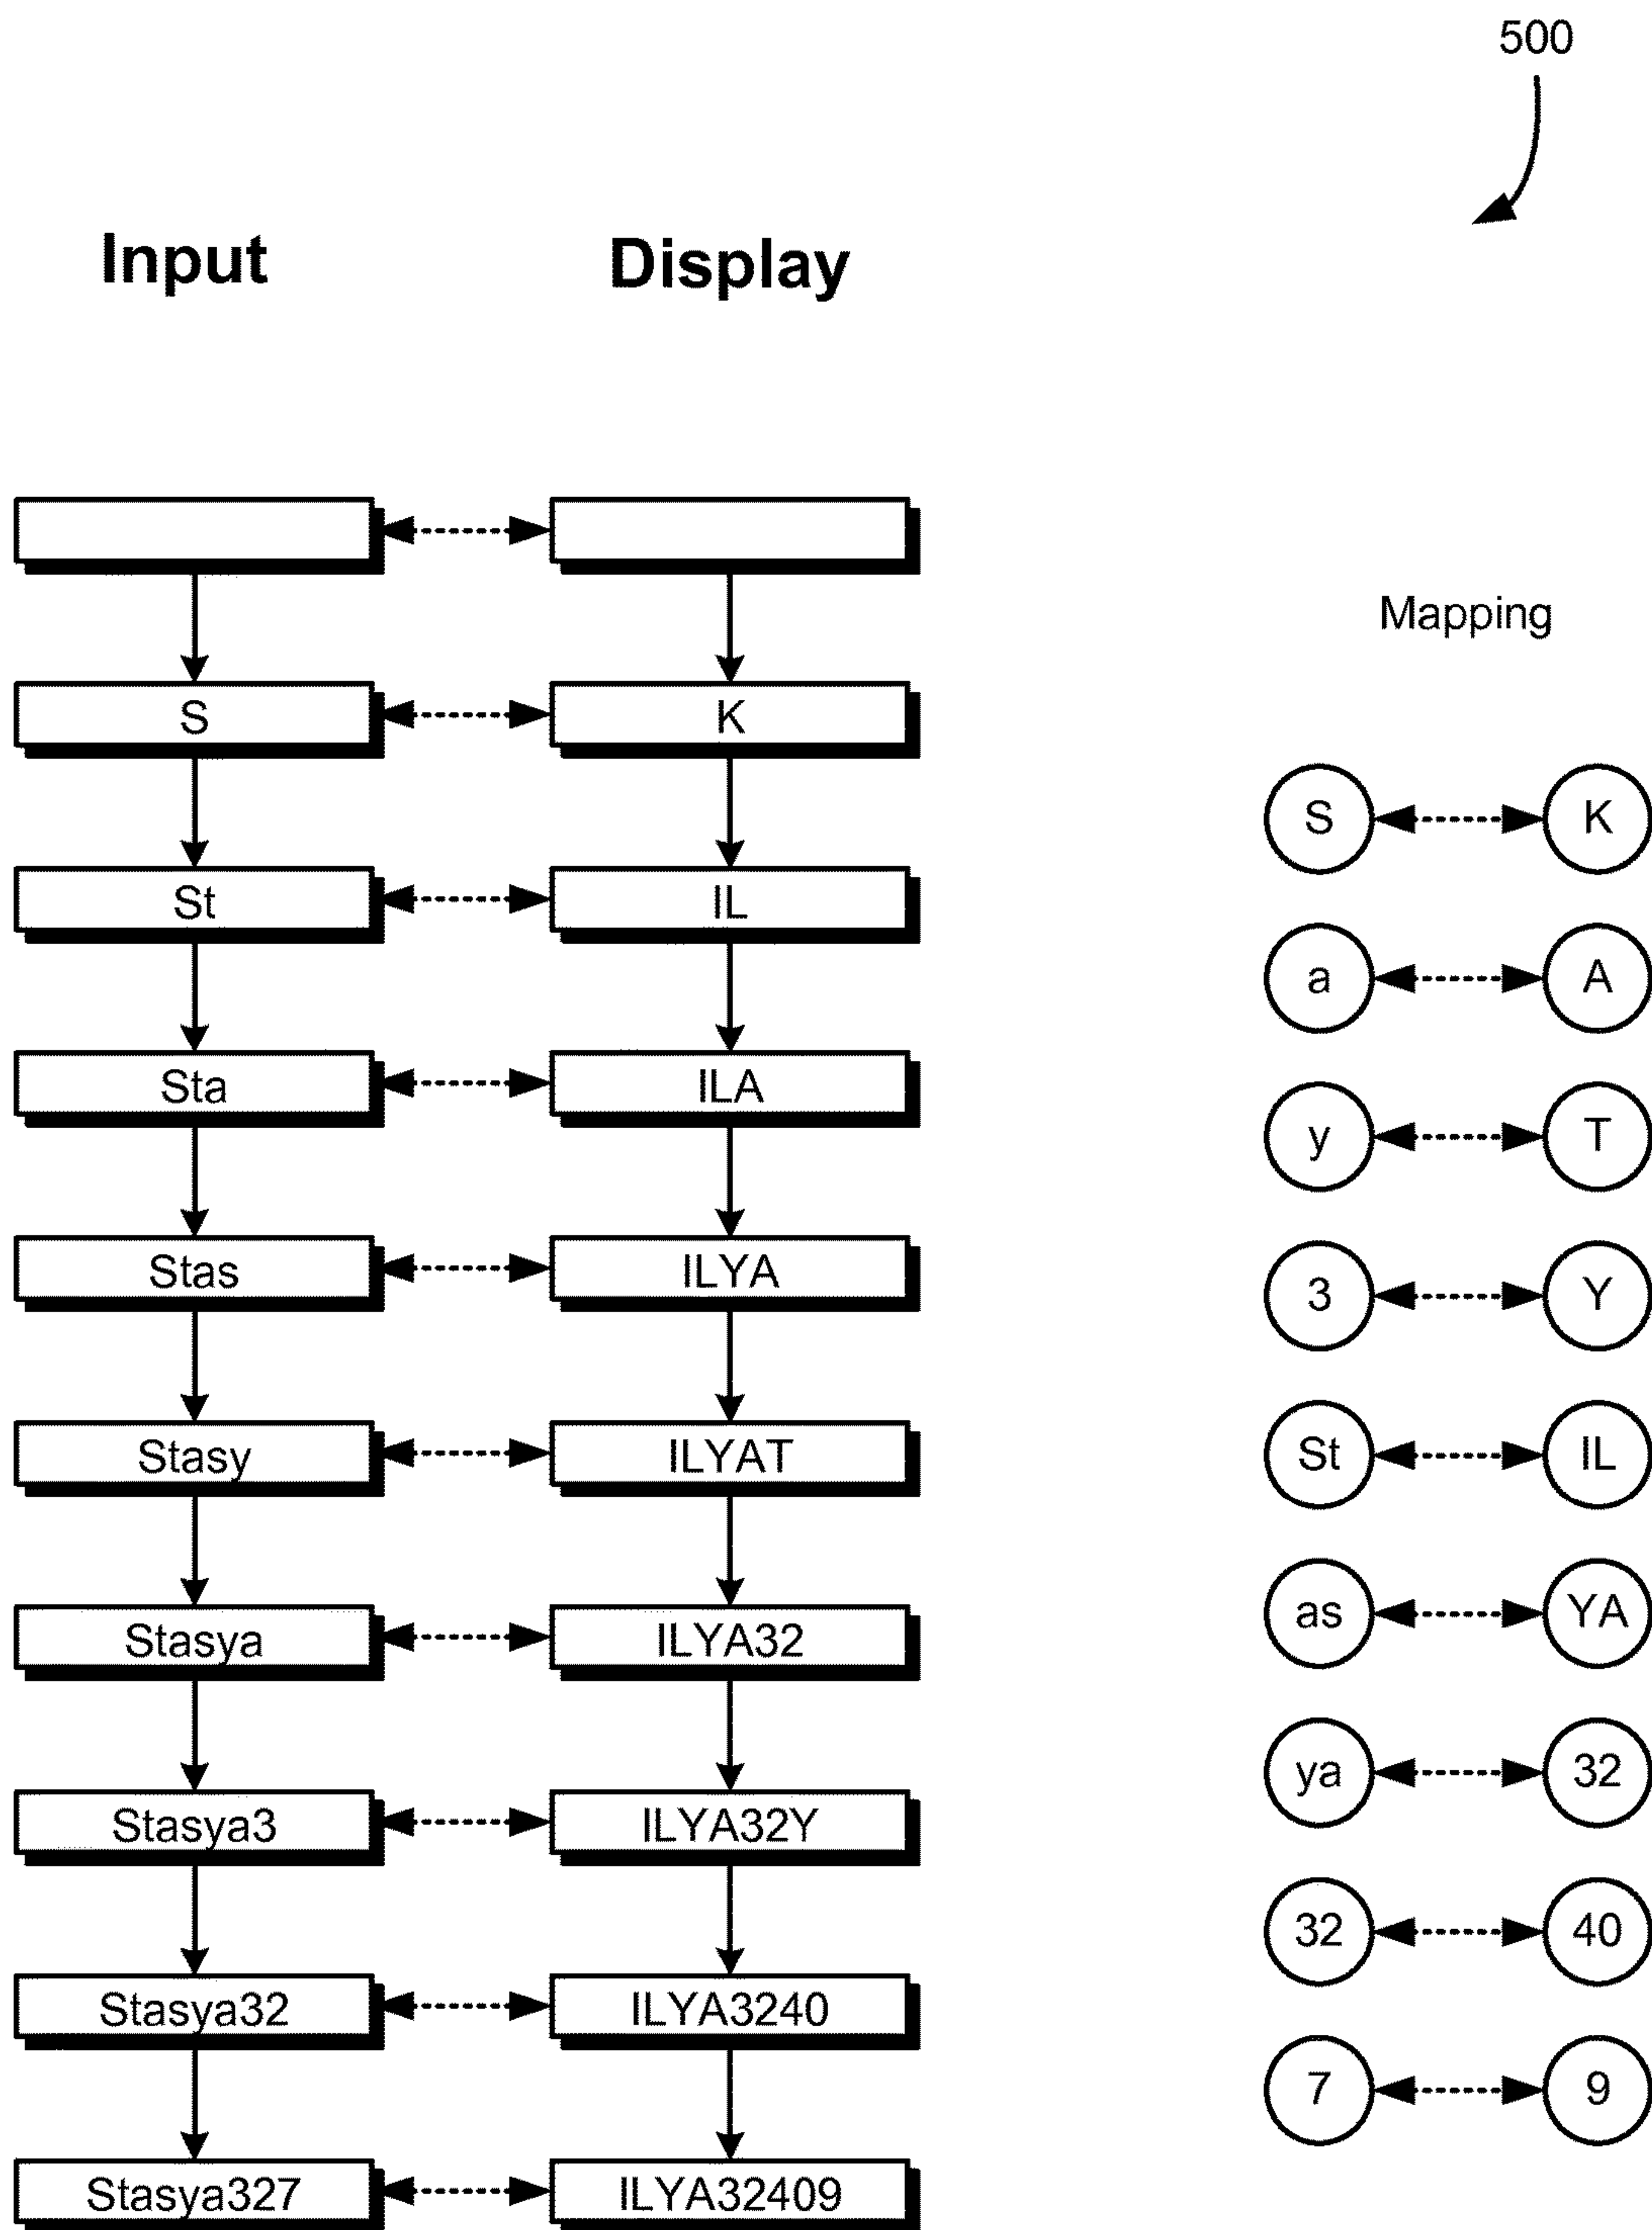 500
Input Display
Mapping
S K
St IL
Sta ILA
Stas ILYA
Stasy ILYAT
Stasya ILYA32
Stasya3 ILYA32Y
Stasya32 ILYA3240
Stasya327 ILYA32409
S K
a A
y T
3 Y
St IL
as YA
ya 32
32 40
7 9